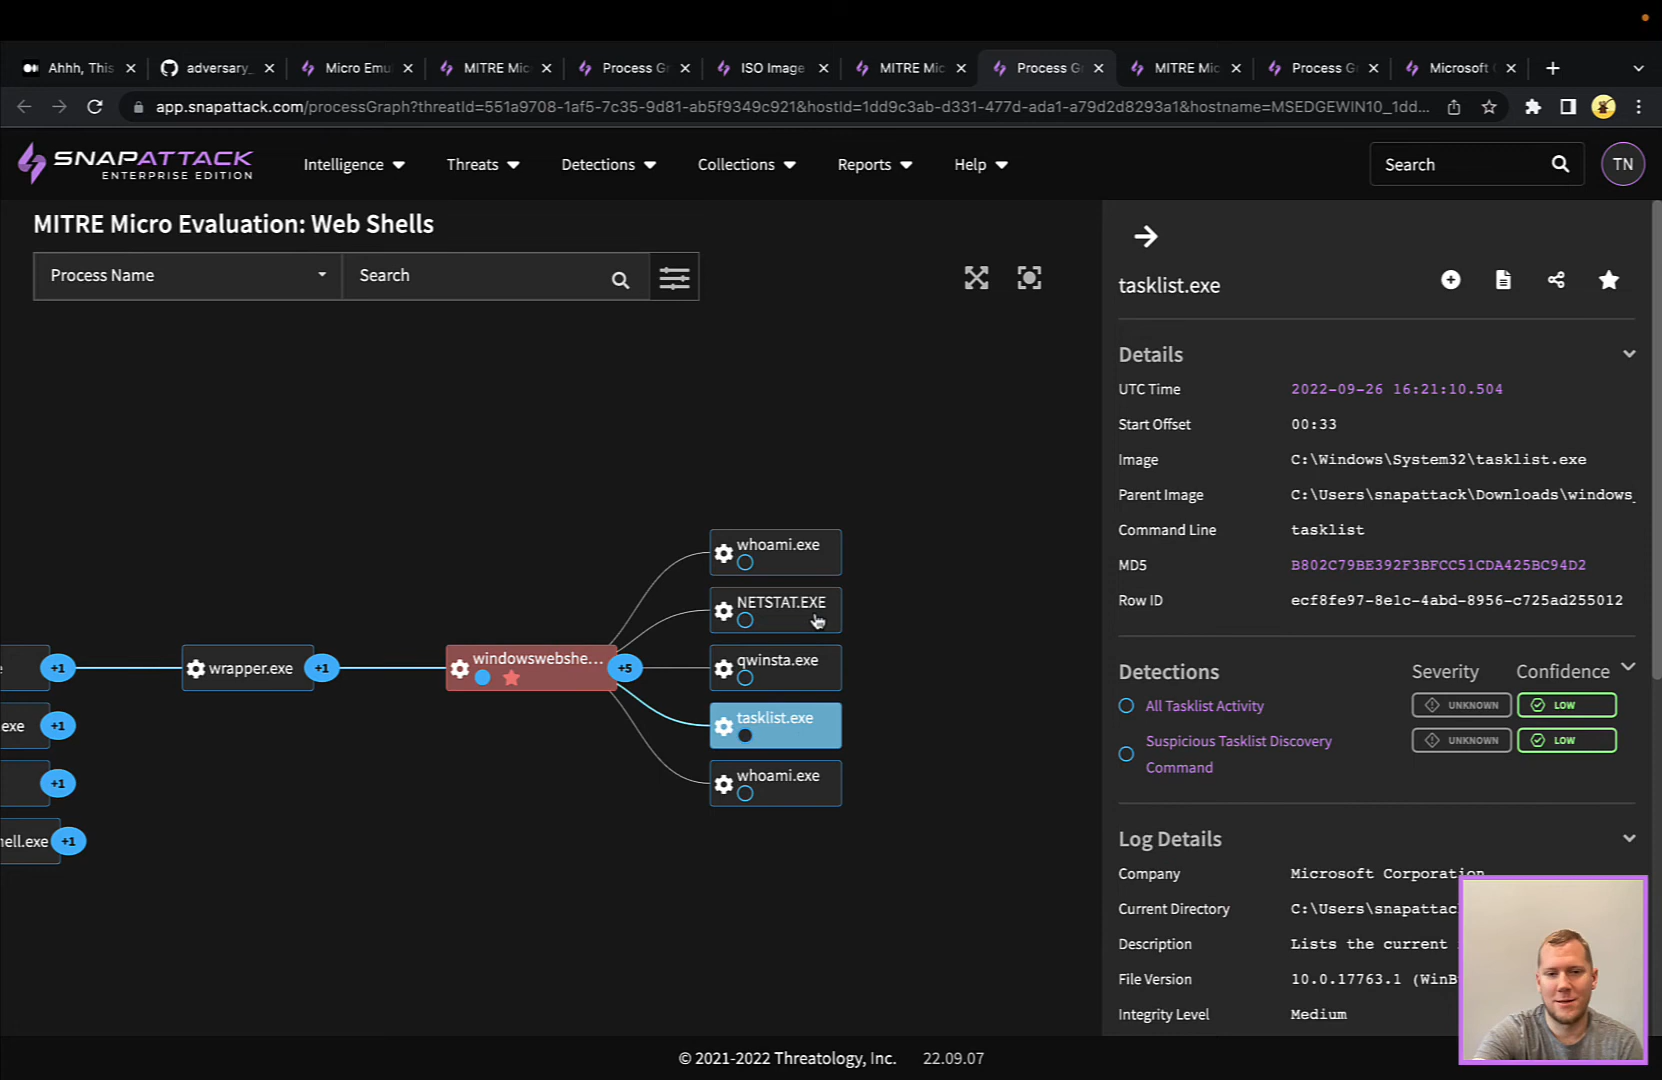 Ahhh, This
adversary_
Micro Emu
MITRE Mic
Process G
ISO Image
MITRE Mic
Process G
MITRE Mic
Process G
Microsoft
app.snapattack.com/processGraph?threatId=551a9708-1af5-7c35-9d81-ab5f9349c921&hostId=1dd9c3ab-d331-477d-ada1-a79d2d8293a1&hostname=MSEDGEWIN10_1dd...
SNAPATTACK
ENTERPRISE EDITION
Intelligence
Threats
Detections
Collections
Reports
Help
Search
TN
MITRE Micro Evaluation: Web Shells
Process Name
Search
tasklist.exe
Details
UTC Time 2022-09-26 16:21:10.504
Start Offset 00:33
Image C:\Windows\System32\tasklist.exe
Parent Image C:\Users\snapattack\Downloads\windows_
Command Line tasklist
MD5 B802C79BE392F3BFCC51CDA425BC94D2
Row ID ecf8fe97-8e1c-4abd-8956-c725ad255012
Detections Severity Confidence
All Tasklist Activity UNKNOWN LOW
Suspicious Tasklist Discovery
Command
UNKNOWN LOW
Log Details
Company Microsoft Corporation
Current Directory C:\Users\snapattac
Description Lists the current
File Version 10.0.17763.1 (WinB
Integrity Level Medium
whoami.exe
NETSTAT.EXE
qwinsta.exe
tasklist.exe
whoami.exe
e +1
wrapper.exe +1
windowswebshe... +5
exe +1
+1
nell.exe +1
© 2021-2022 Threatology, Inc. 22.09.07